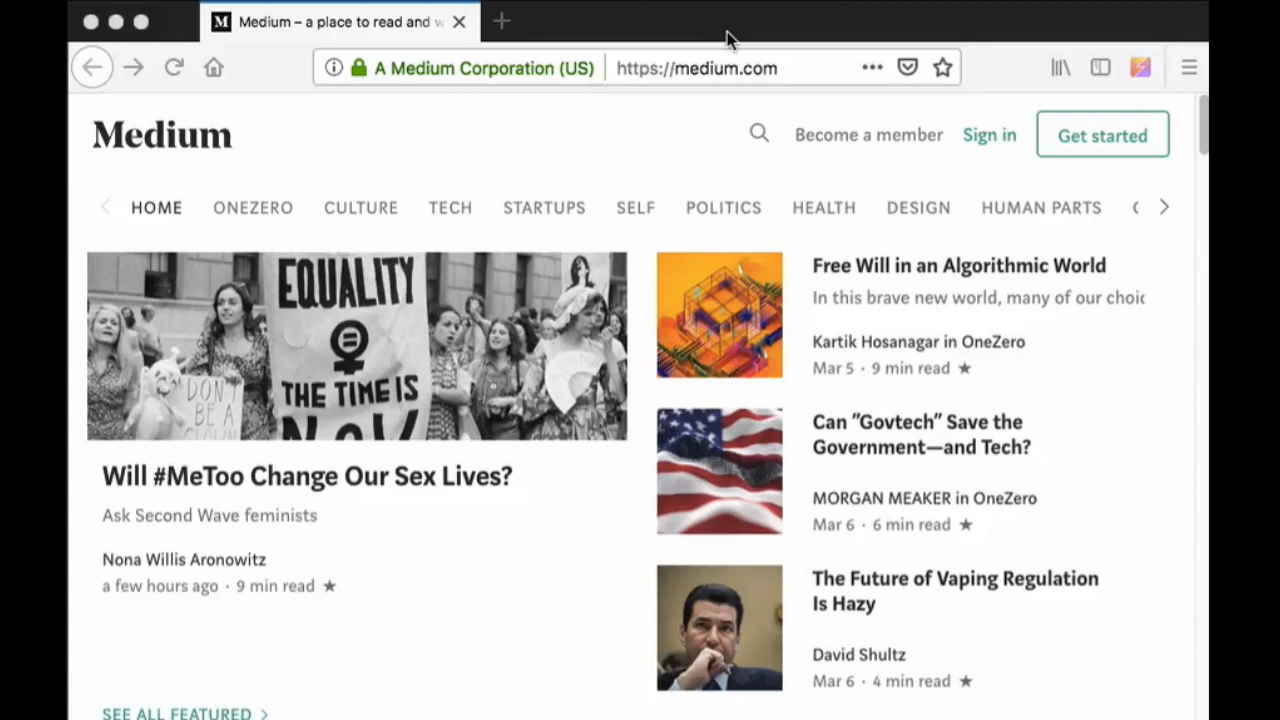 M Medium – a place to read and w
A Medium Corporation (US) https://medium.com
Medium
Become a member Sign in Get started
HOME ONEZERO CULTURE TECH STARTUPS SELF POLITICS HEALTH DESIGN HUMAN PARTS
EQUALITY
THE TIME IS
NOW
DON'T
BE A
CLOWN
Will #MeToo Change Our Sex Lives?
Ask Second Wave feminists
Nona Willis Aronowitz
a few hours ago · 9 min read ★
SEE ALL FEATURED >
Free Will in an Algorithmic World
In this brave new world, many of our choic
Kartik Hosanagar in OneZero
Mar 5 · 9 min read ★
Can "Govtech" Save the
Government—and Tech?
MORGAN MEAKER in OneZero
Mar 6 · 6 min read ★
The Future of Vaping Regulation
Is Hazy
David Shultz
Mar 6 · 4 min read ★